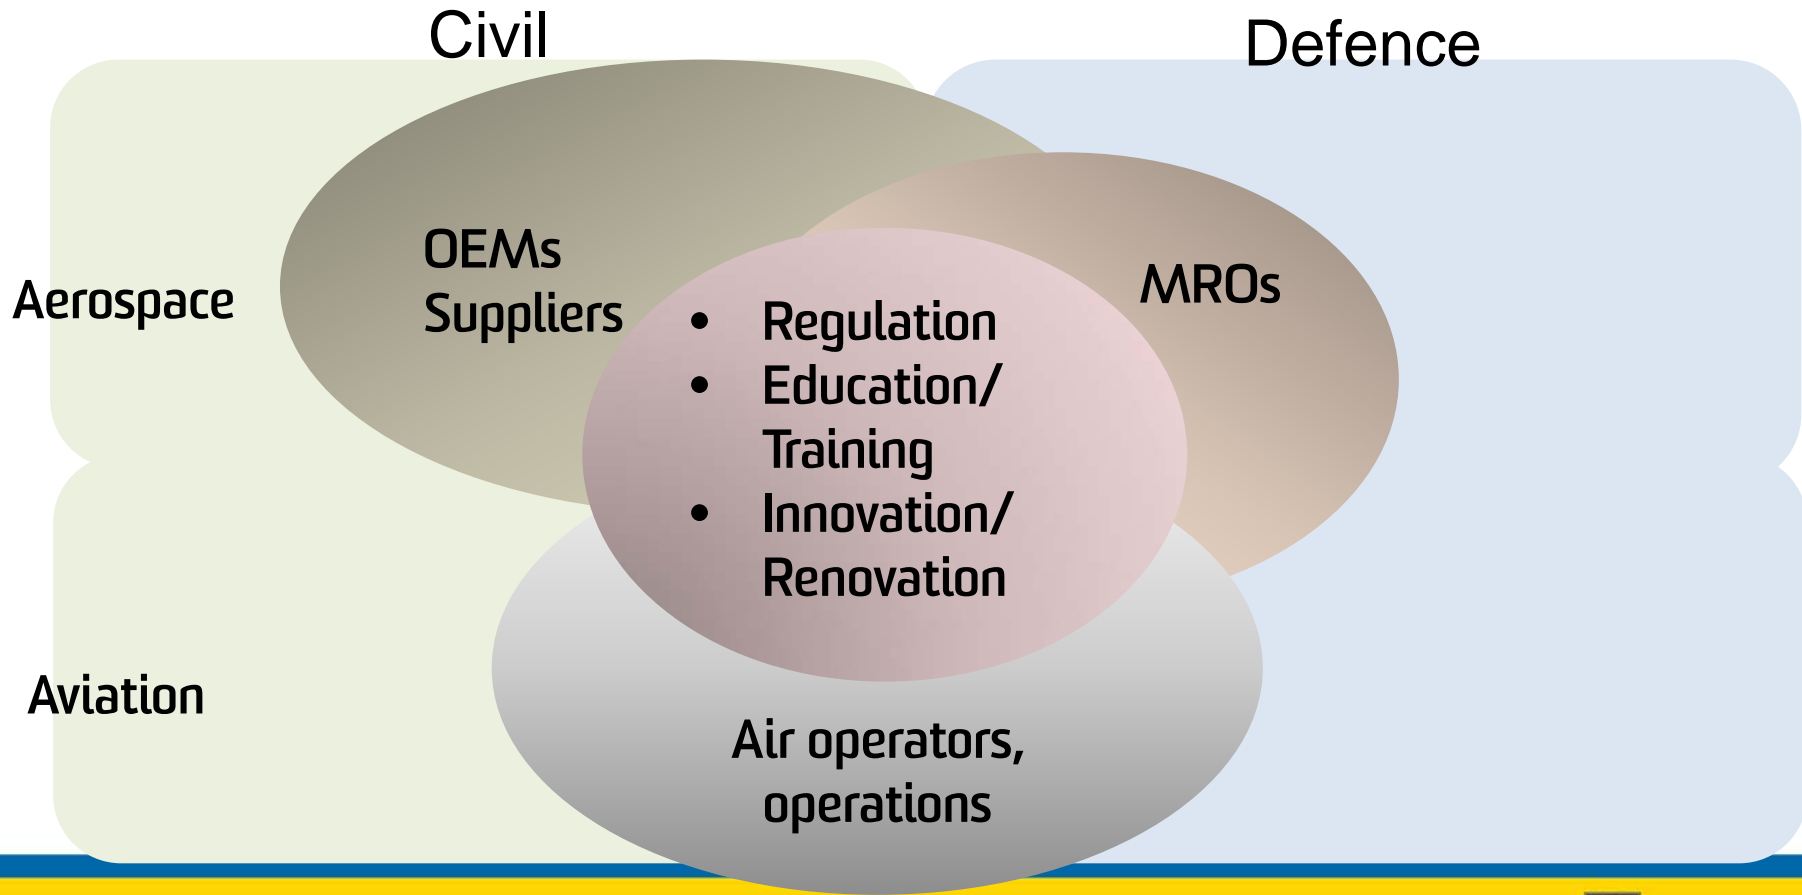 Civil
Defence
OEMs
Suppliers
MROs
Aerospace
• Regulation
• Education/
Training
• Innovation/
Renovation
Aviation
Air operators,
operations